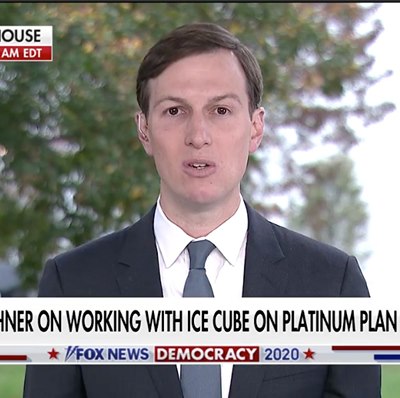 HOUSE
AM EDT
HNER ON WORKING WITH ICE CUBE ON PLATINUM PLAN
FOX NEWS DEMOCRACY 2020